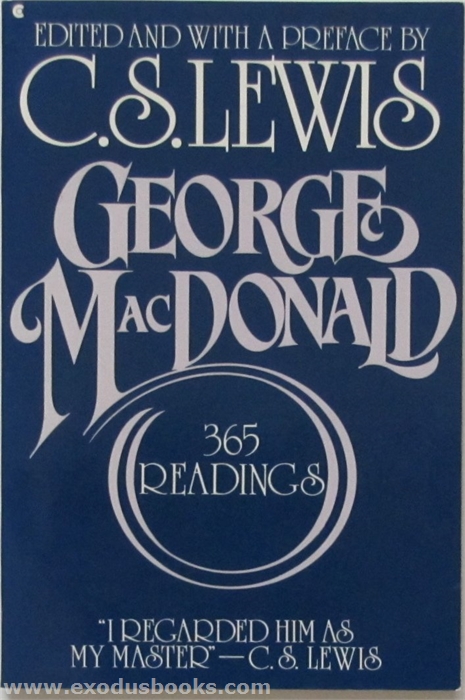 EDITED AND WITH A PREFACE BY
C.S. LEWIS
GEORGE
MACDONALD
365
READINGS
"I REGARDED HIM AS
MY MASTER"—C. S. LEWIS
www.exodusbooks.com